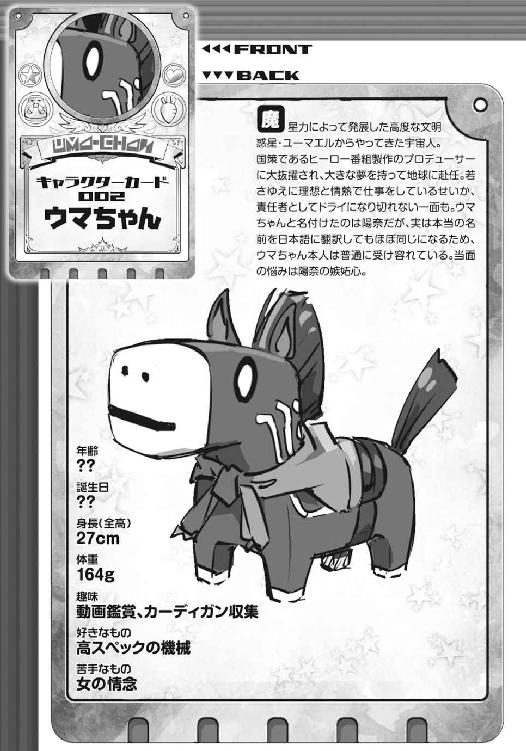 ◀◀◀FRONT
▼▼▼BACK
UMA-CHAN
キャラクターカード
002
ウマちゃん
魔星力によって発展した高度な文明
惑星・ユーマエルからやってきた宇宙人。
国策であるヒーロー番組製作のプロデューサー
に大抜擢され、大きな夢を持って地球に赴任。若
さゆえに理想と情熱で仕事をしているせいか、
責任者としてドライになり切れない一面も。ウマ
ちゃんと名付けたのは陽奈だが、実は本当の名
前を日本語に翻訳してもほぼ同じになるため、
ウマちゃん本人は普通に受け容れている。当面
の悩みは陽奈の嫉妬心。
年齢
??
誕生日
??
身長(全高)
27cm
体重
164g
趣味
動画鑑賞、カーディガン収集
好きなもの
高スペックの機械
苦手なもの
女の情念